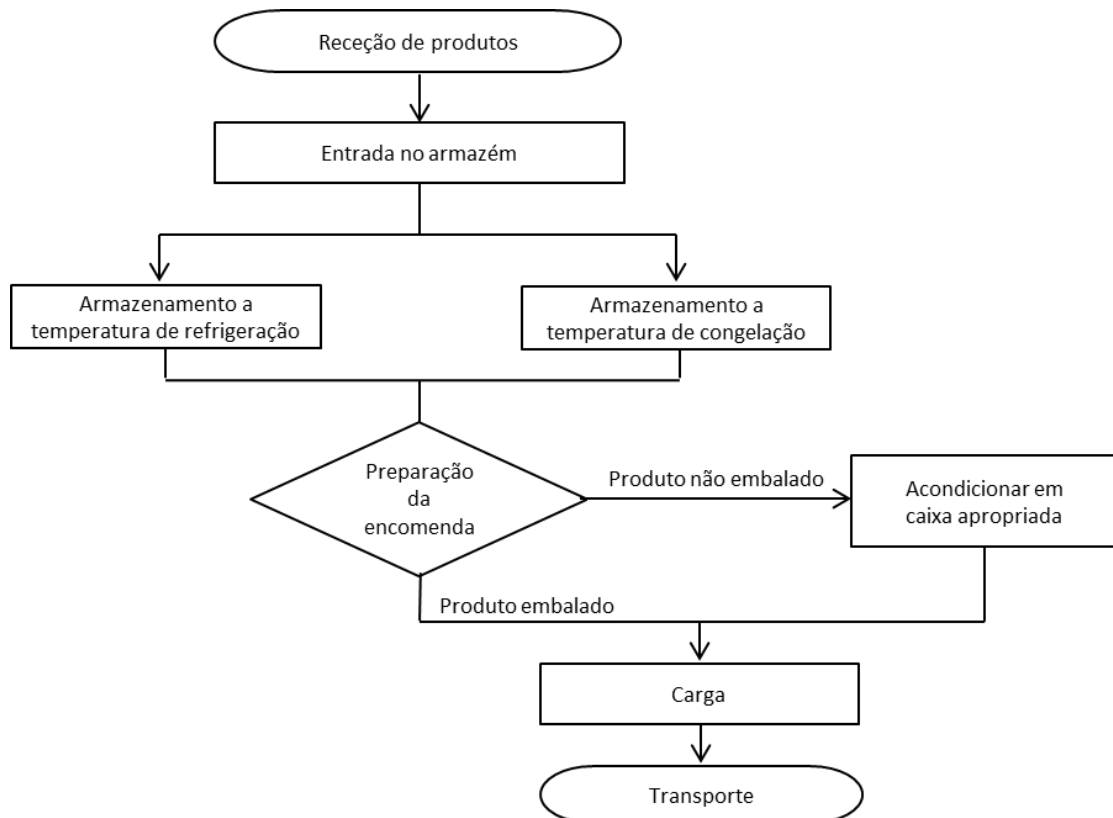 Receção de produtos
Entrada no armazém
Armazenamento a
temperatura de refrigeração
Armazenamento a
temperatura de congelação
Preparação
da
encomenda
Produto não embalado
Acondicionar em
caixa apropriada
Produto embalado
Carga
Transporte